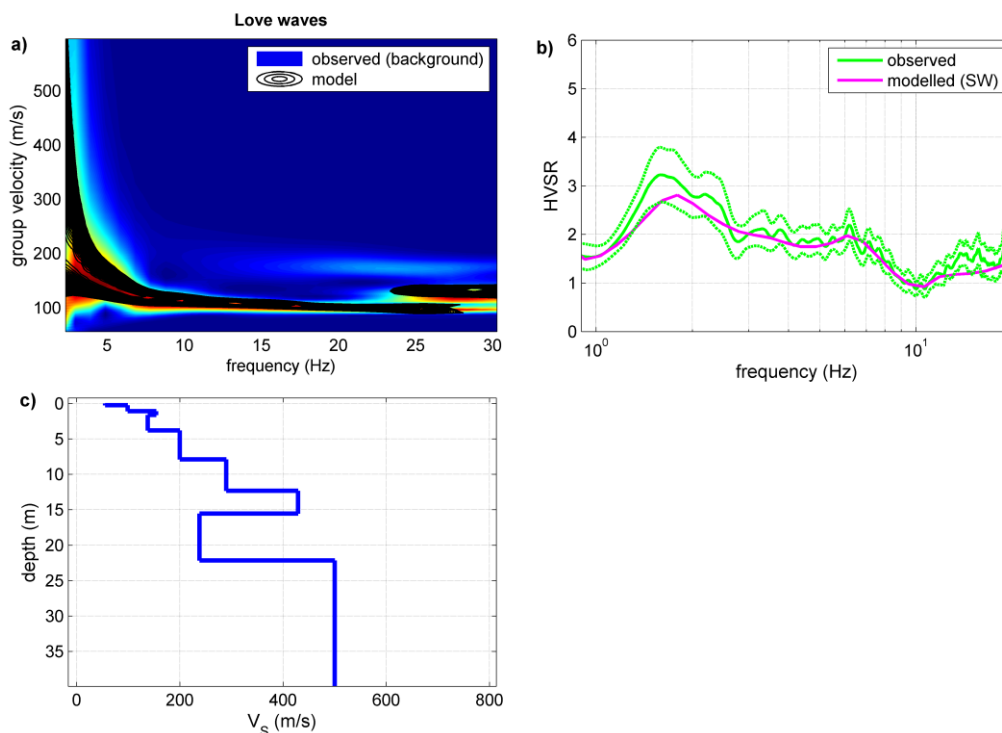 Love waves
a)
observed (background)
model
500
400
300
200
100
group velocity (m/s)
5 10 15 20 25 30
frequency (Hz)
b)
observed
modelled (SW)
6
5
4
3
2
1
0
HVSR
10^0 10^1
frequency (Hz)
c)
0
5
10
15
20
25
30
35
depth (m)
0 200 400 600 800
V_S (m/s)